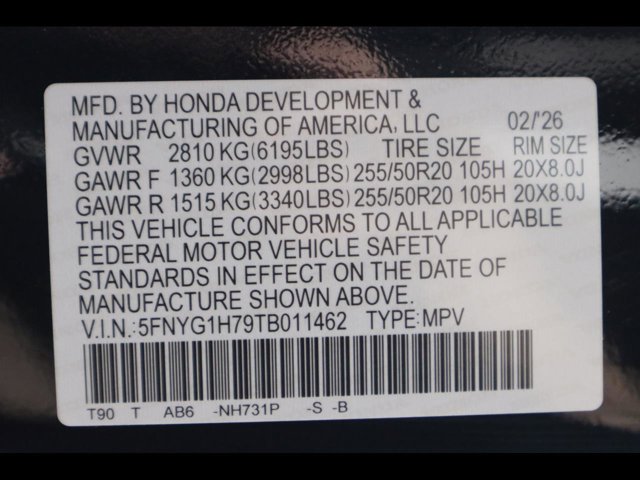 MFD. BY HONDA DEVELOPMENT &
MANUFACTURING OF AMERICA, LLC 02/'26
GVWR 2810 KG(6195LBS) TIRE SIZE RIM SIZE
GAWR F 1360 KG(2998LBS) 255/50R20 105H 20X8.0J
GAWR R 1515 KG(3340LBS) 255/50R20 105H 20X8.0J
THIS VEHICLE CONFORMS TO ALL APPLICABLE
FEDERAL MOTOR VEHICLE SAFETY
STANDARDS IN EFFECT ON THE DATE OF
MANUFACTURE SHOWN ABOVE.
V.I.N.:5FNYG1H79TB011462 TYPE:MPV
T90 T AB6 -NH731P -S -B